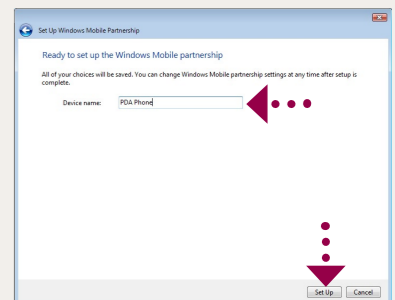 Set Up Windows Mobile Partnership
Ready to set up the Windows Mobile partnership
All of your choices will be saved. You can change Windows Mobile partnership settings at any time after setup is
complete.
Device name: PDA Phone
Set Up Cancel